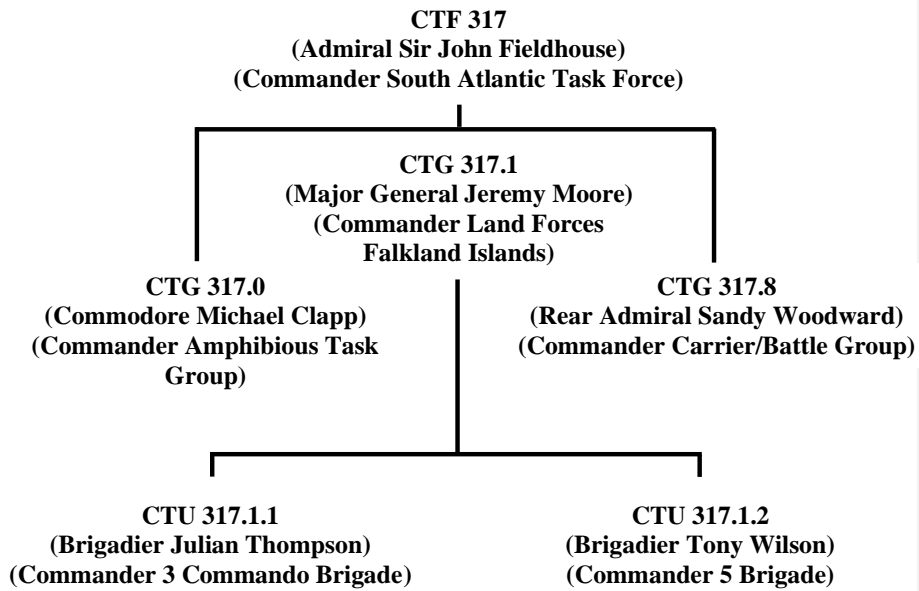 CTF 317
(Admiral Sir John Fieldhouse)
(Commander South Atlantic Task Force)
CTG 317.1
(Major General Jeremy Moore)
(Commander Land Forces
Falkland Islands)
CTG 317.0
(Commodore Michael Clapp)
(Commander Amphibious Task
Group)
CTG 317.8
(Rear Admiral Sandy Woodward)
(Commander Carrier/Battle Group)
CTU 317.1.1
(Brigadier Julian Thompson)
(Commander 3 Commando Brigade)
CTU 317.1.2
(Brigadier Tony Wilson)
(Commander 5 Brigade)